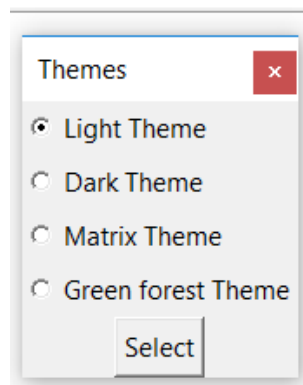 Themes
Light Theme
Dark Theme
Matrix Theme
Green forest Theme
Select